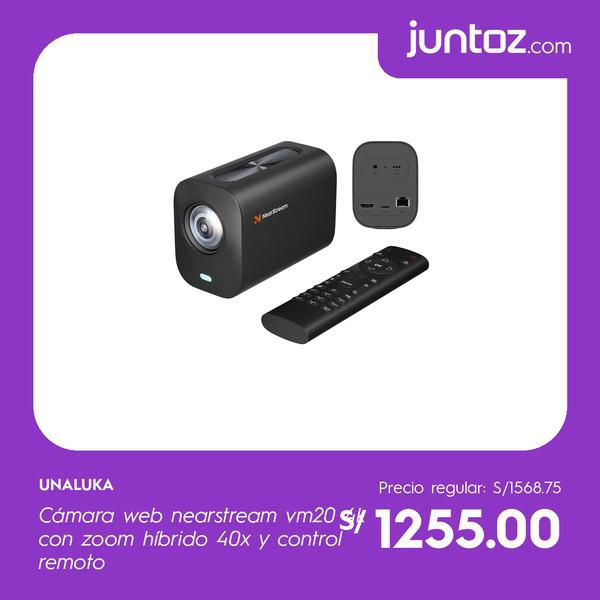 juntoz.com
NearStream
UNALUKA
Cámara web nearstream vm20
con zoom híbrido 40x y control
remoto
Precio regular: S/1568.75
S/ 1255.00